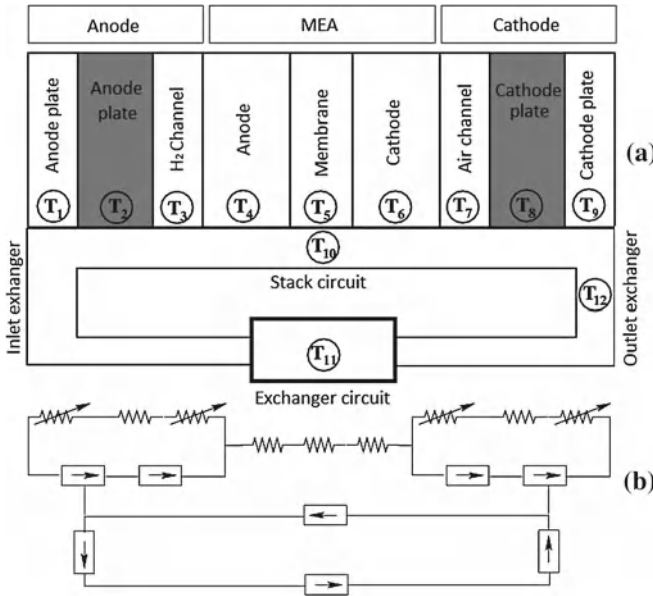 Anode
MEA
Cathode
Anode plate
Anode
plate
H₂ Channel
Anode
Membrane
Cathode
Air channel
Cathode
plate
Cathode plate
(a)
T₁
T₂
T₃
T₄
T₅
T₆
T₇
T₈
T₉
T₁₀
Stack circuit
T₁₂
Inlet exhanger
Outlet exchanger
T₁₁
Exchanger circuit
(b)